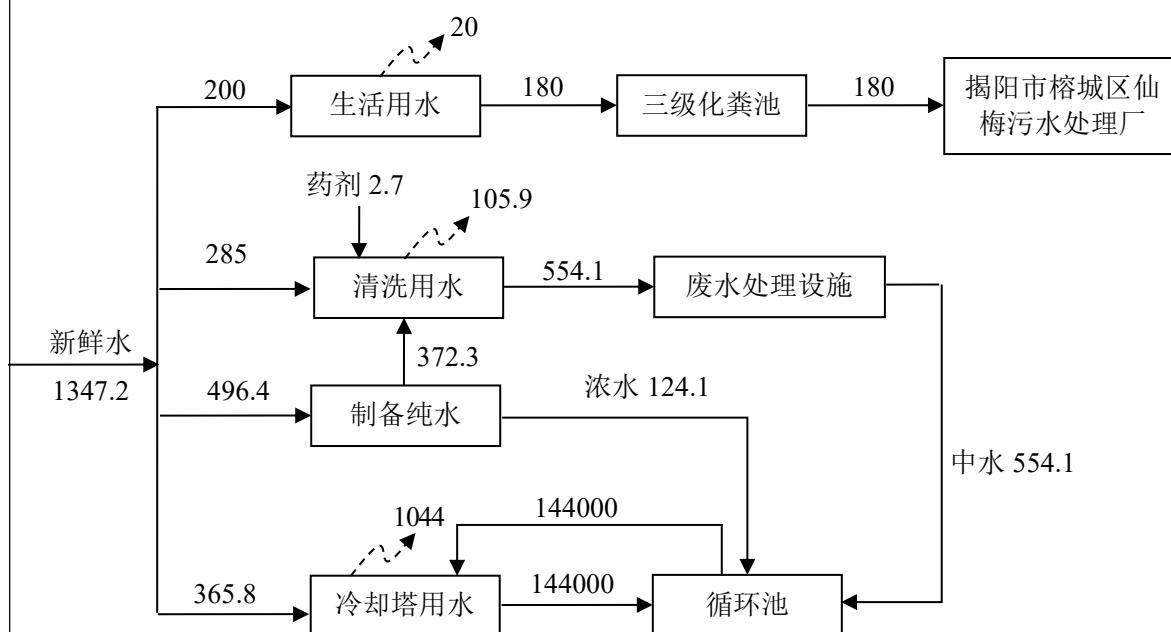 20
200
生活用水
180
三级化粪池
180
揭阳市榕城区仙
梅污水处理厂
药剂 2.7
105.9
285
清洗用水
554.1
废水处理设施
新鲜水
1347.2
372.3
496.4
制备纯水
浓水 124.1
中水 554.1
1044
144000
365.8
冷却塔用水
144000
循环池